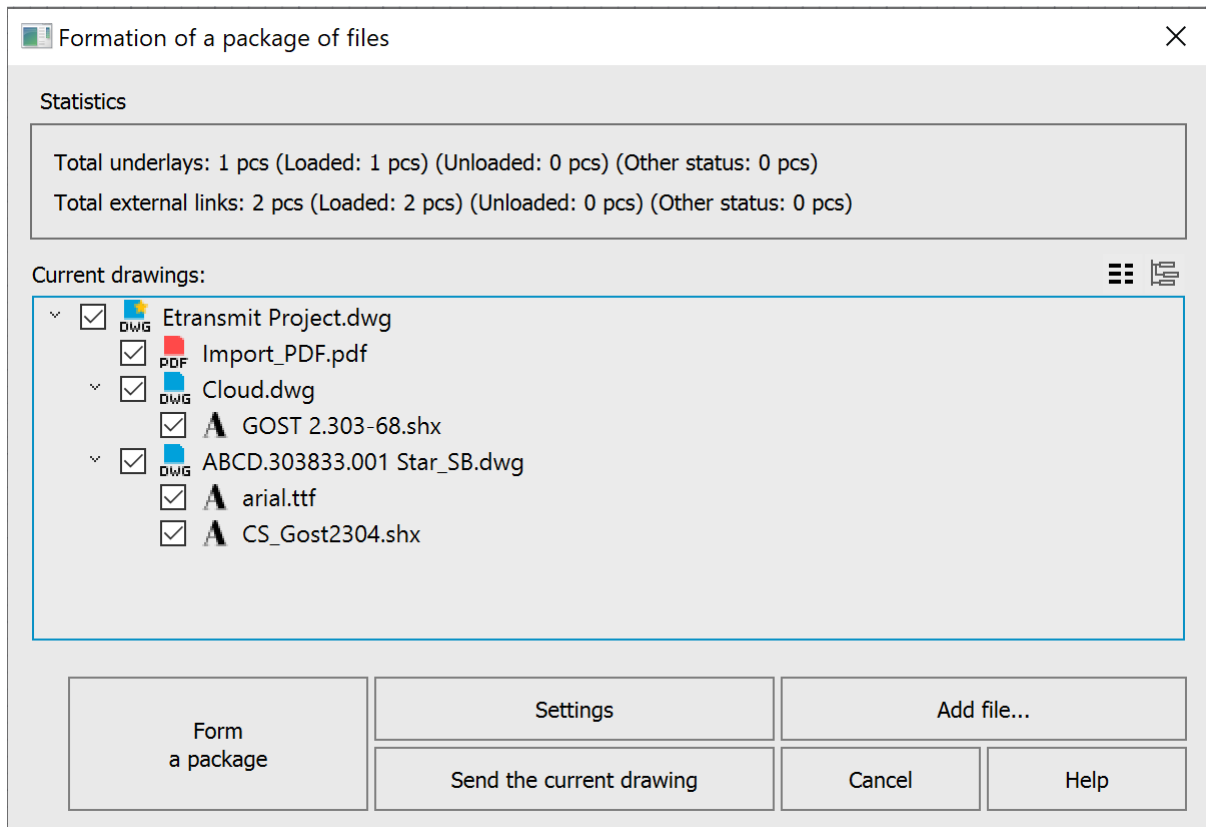 Formation of a package of files
Statistics
Total underlays: 1 pcs (Loaded: 1 pcs) (Unloaded: 0 pcs) (Other status: 0 pcs)
Total external links: 2 pcs (Loaded: 2 pcs) (Unloaded: 0 pcs) (Other status: 0 pcs)
Current drawings:
DWG Etransmit Project.dwg
PDF Import_PDF.pdf
DWG Cloud.dwg
A GOST 2.303-68.shx
DWG ABCD.303833.001 Star_SB.dwg
A arial.ttf
A CS_Gost2304.shx
Form
a package
Settings
Add file...
Send the current drawing
Cancel
Help